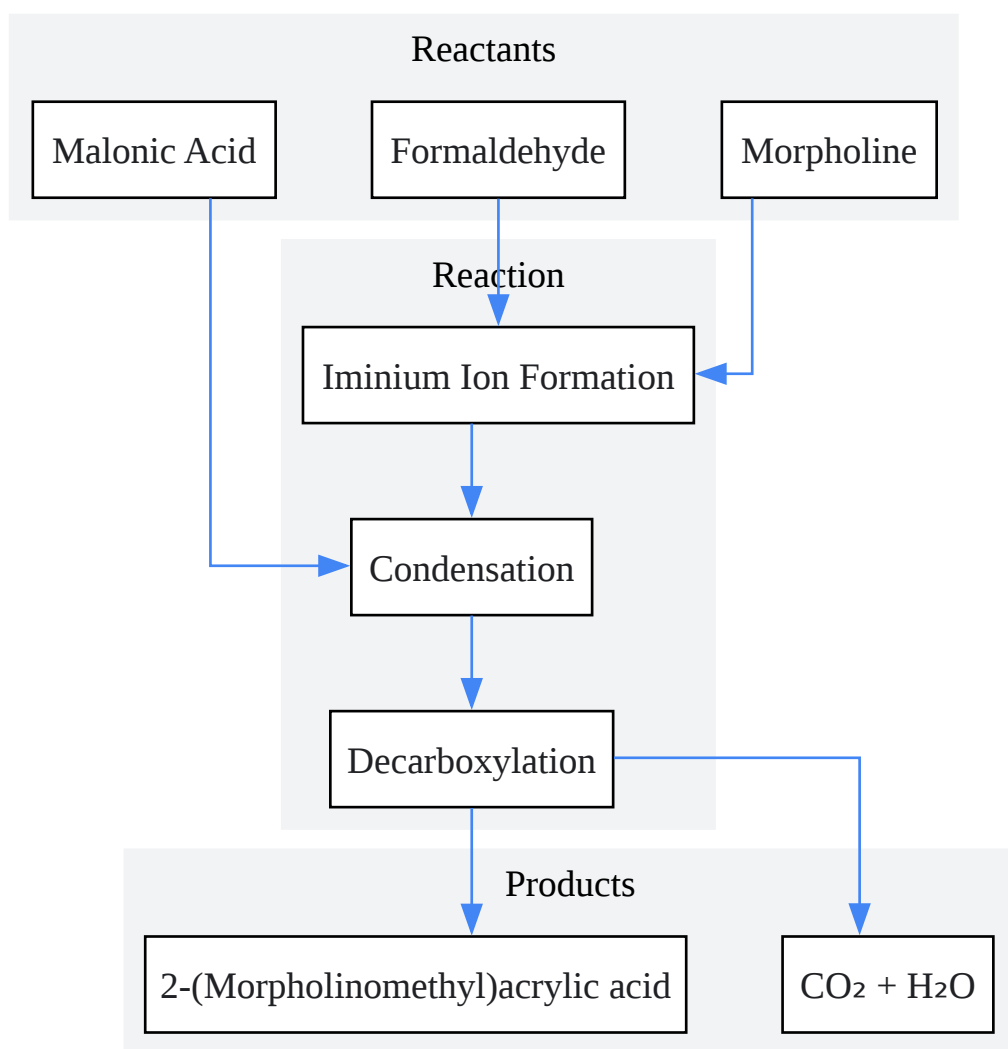 Reactants
Malonic Acid
Formaldehyde
Morpholine
Reaction
Iminium Ion Formation
Condensation
Decarboxylation
Products
2-(Morpholinomethyl)acrylic acid
CO₂ + H₂O